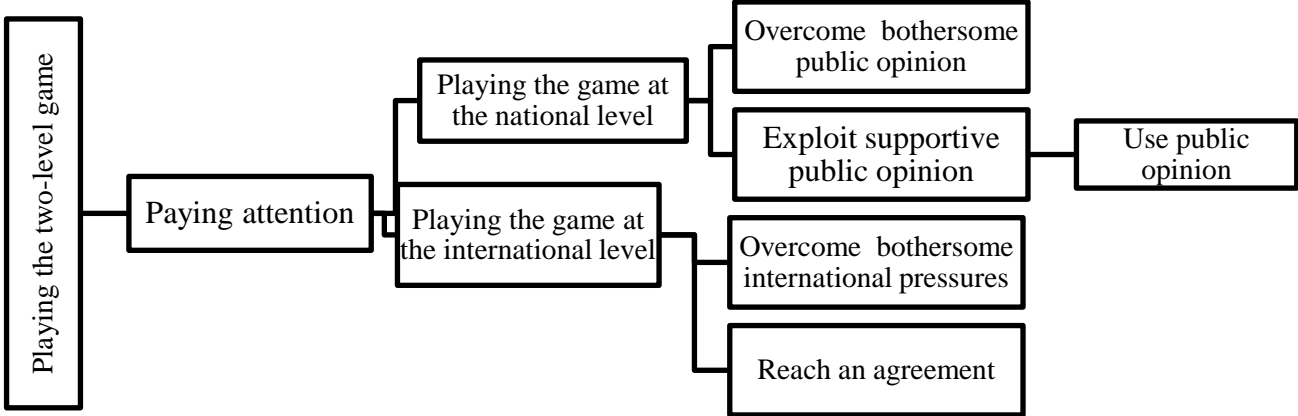 Playing the two-level game
Paying attention
Playing the game at
the national level
Playing the game at
the international level
Overcome bothersome
public opinion
Exploit supportive
public opinion
Use public
opinion
Overcome bothersome
international pressures
Reach an agreement